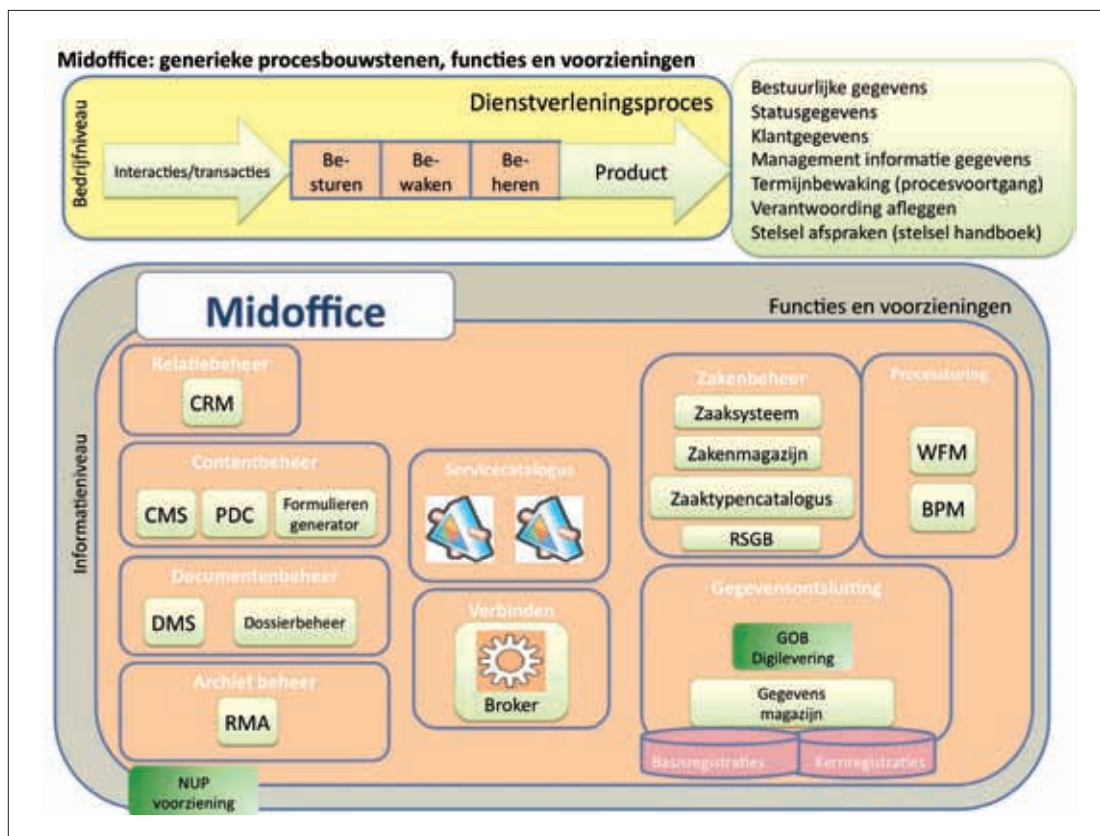 Midoffice: generieke procesbouwstenen, functies en voorzieningen
Bedrijfniveau
Dienstverleningsproces
Interacties/transacties
Be-
sturen
Be-
waken
Be-
heren
Product
Bestuurlijke gegevens
Statusgegevens
Klantgegevens
Management informatie gegevens
Termijnbewaking (procesvoortgang)
Verantwoording afleggen
Stelsel afspraken (stelsel handboek)
Midoffice
Functies en voorzieningen
Informatieniveau
Relatiebeheer
CRM
Contentbeheer
CMS
PDC
Formulieren
generator
Documentenbeheer
DMS
Dossierbeheer
Archief beheer
RMA
Servicecatalogus
Verbinden
Broker
Zakenbeheer
Zaaksysteem
Zakenmagazijn
Zaaktypencatalogus
RSGB
Processturing
WFM
BPM
Gegevensontsluiting
GOB
Digilevering
Gegevens
magazijn
Basisregistraties
Kernregistraties
NUP
voorziening